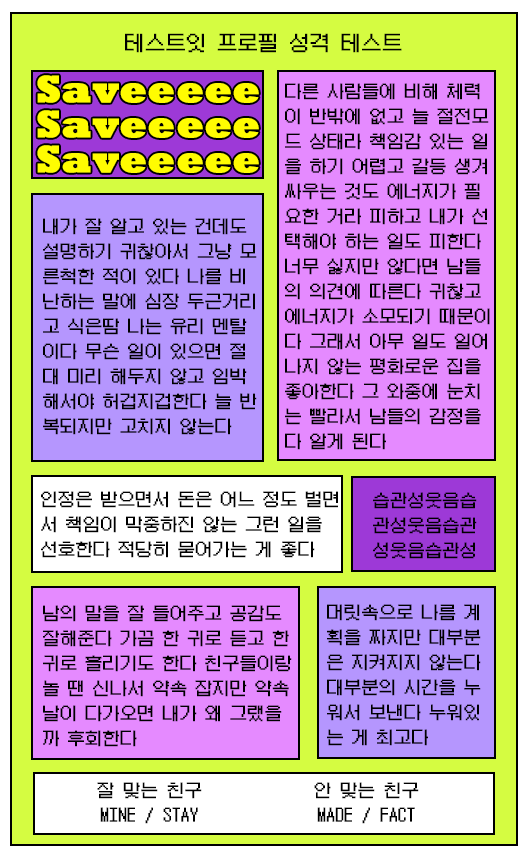 테스트잇 프로필 성격 테스트
Saveeeee
Saveeeee
Saveeeee
내가 잘 알고 있는 건데도
설명하기 귀찮아서 그냥 모
른척한 적이 있다 나를 비
난하는 말에 심장 두근거리
고 식은땀 나는 유리 멘탈
이다 무슨 일이 있으면 절
대 미리 해두지 않고 임박
해서야 허겁지겁한다 늘 반
복되지만 고치지 않는다
다른 사람들에 비해 체력
이 반밖에 없고 늘 절전모
드 상태라 책임감 있는 일
을 하기 어렵고 갈등 생겨
싸우는 것도 에너지가 필
요한 거라 피하고 내가 선
택해야 하는 일도 피한다
너무 싫지만 않다면 남들
의 의견에 따른다 귀찮고
에너지가 소모되기 때문이
다 그래서 아무 일도 일어
나지 않는 평화로운 집을
좋아한다 그 와중에 눈치
는 빨라서 남들의 감정을
다 알게 된다
인정은 받으면서 돈은 어느 정도 벌면
서 책임이 막중하진 않는 그런 일을
선호한다 적당히 묻어가는 게 좋다
습관성웃음습
관성웃음습관
성웃음습관성
남의 말을 잘 들어주고 공감도
잘해준다 가끔 한 귀로 듣고 한
귀로 흘리기도 한다 친구들이랑
놀 땐 신나서 약속 잡지만 약속
날이 다가오면 내가 왜 그랬을
까 후회한다
머릿속으로 나름 계
획을 짜지만 대부분
은 지켜지지 않는다
대부분의 시간을 누
워서 보낸다 누워있
는 게 최고다
잘 맞는 친구
MINE / STAY
안 맞는 친구
MADE / FACT